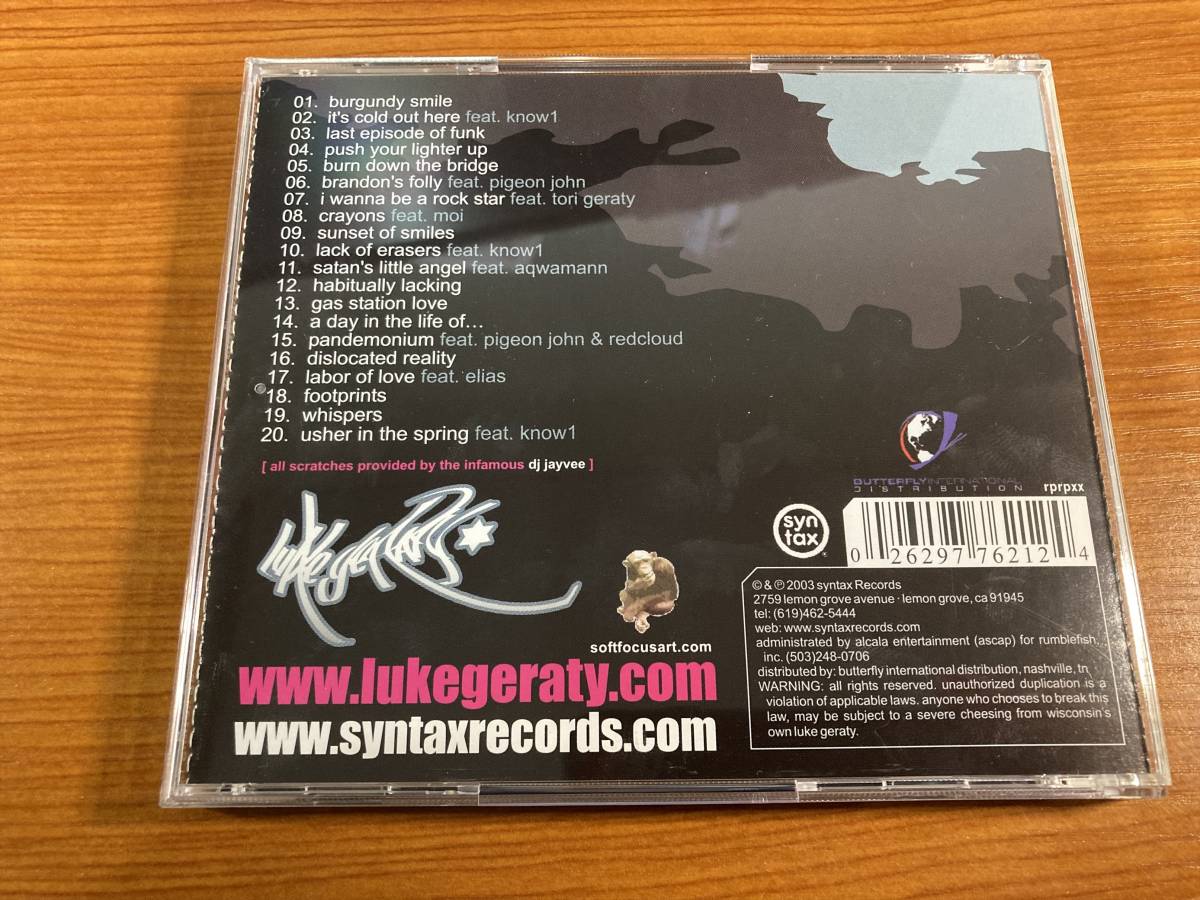 01. burgundy smile
02. it's cold out here feat. know1
03. last episode of funk
04. push your lighter up
05. burn down the bridge
06. brandon's folly feat. pigeon john
07. i wanna be a rock star feat. tori geraty
08. crayons feat. moi
09. sunset of smiles
10. lack of erasers feat. know1
11. satan's little angel feat. aqwamann
12. habitually lacking
13. gas station love
14. a day in the life of...
15. pandemonium feat. pigeon john & redcloud
16. dislocated reality
17. labor of love feat. elias
18. footprints
19. whispers
20. usher in the spring feat. know1
[ all scratches provided by the infamous dj jayvee ]
luke geraty
softfocusart.com
www.lukegeraty.com
www.syntaxrecords.com
BUTTERFLY INTERNATIONAL
DISTRIBUTION
rprpxx
syn
tax
0 26297 76212 4
© & ℗ 2003 syntax Records
2759 lemon grove avenue · lemon grove, ca 91945
tel: (619)462-5444
web: www.syntaxrecords.com
administrated by alcala entertainment (ascap) for rumblefish,
inc. (503)248-0706
distributed by: butterfly international distribution, nashville, tn
WARNING: all rights reserved. unauthorized duplication is a
violation of applicable laws. anyone who chooses to break this
law, may be subject to a severe cheesing from wisconsin's
own luke geraty.